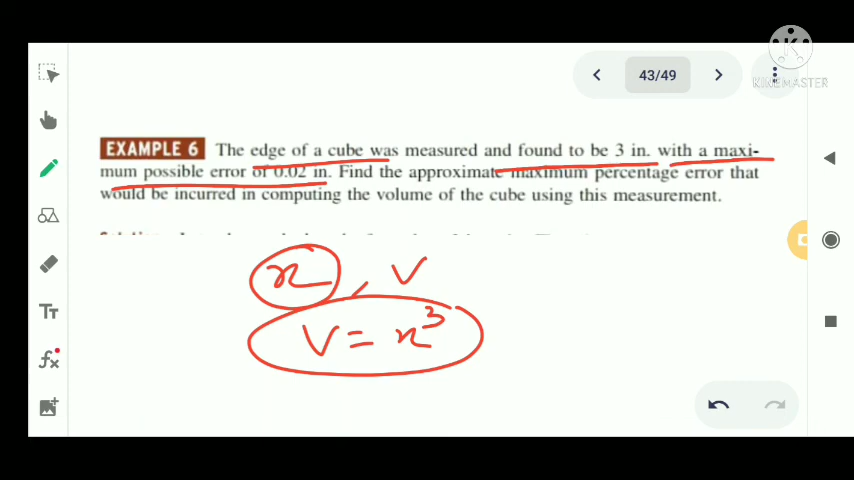 43/49
KINEMASTER
EXAMPLE 6 The edge of a cube was measured and found to be 3 in. with a maxi-
mum possible error of 0.02 in. Find the approximate maximum percentage error that
would be incurred in computing the volume of the cube using this measurement.
x, V
V = x³
Tт
fx